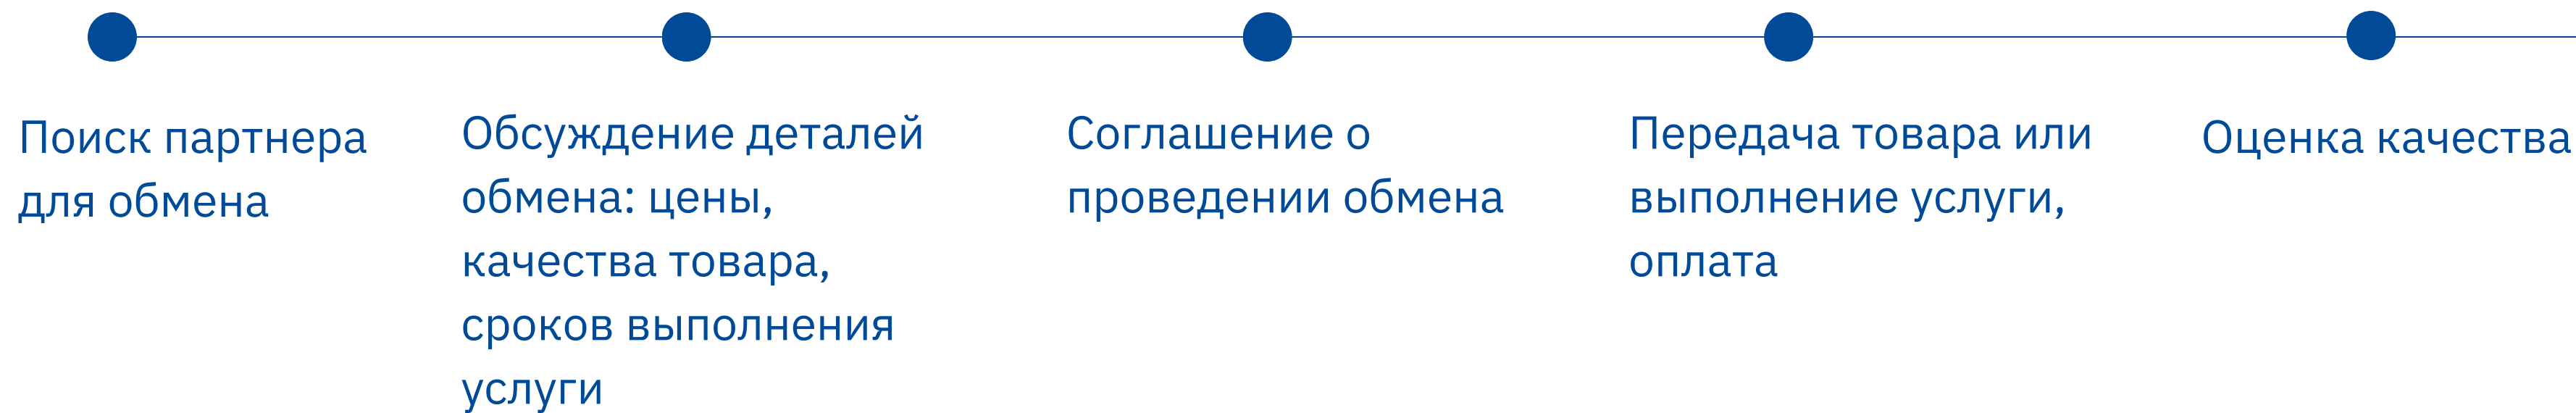 Поиск партнера
для обмена
Обсуждение деталей
обмена: цены,
качества товара,
сроков выполнения
услуги
Соглашение о
проведении обмена
Передача товара или
выполнение услуги,
оплата
Оценка качества